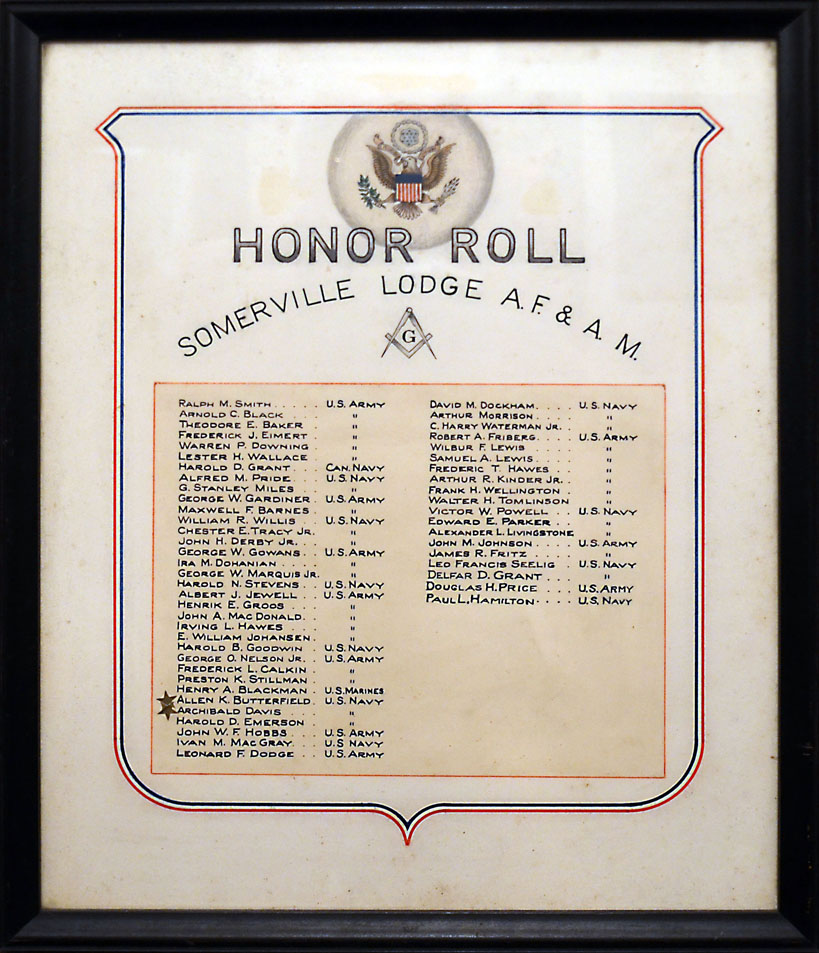 HONOR ROLL
SOMERVILLE LODGE A.F. & A. M.
G
RALPH M. SMITH . . . . . U.S. ARMY
ARNOLD C. BLACK . . . "
THEODORE E. BAKER . . "
FREDERICK J. EIMERT . "
WARREN P. DOWNING . "
LESTER H. WALLACE . "
HAROLD D. GRANT . . . CAN. NAVY
ALFRED M. PRIDE . . . U.S. NAVY
G. STANLEY MILES . . "
GEORGE W. GARDINER . U.S. ARMY
MAXWELL F. BARNES . "
WILLIAM R. WILLIS . . U.S. NAVY
CHESTER E. TRACY JR. "
JOHN H. DERBY JR. . . "
GEORGE W. GOWANS . . U.S. ARMY
IRA M. DOHANIAN . . . "
GEORGE W. MARQUIS JR. "
HAROLD N. STEVENS . . U.S. NAVY
ALBERT J. JEWELL . . U.S. ARMY
HENRIK E. GROOS . . . "
JOHN A. MACDONALD . "
IRVING L. HAWES . . . "
E. WILLIAM JOHANSEN . "
HAROLD B. GOODWIN . U.S. NAVY
GEORGE O. NELSON JR. . U.S. ARMY
FREDERICK L. CALKIN . "
PRESTON K. STILLMAN . "
HENRY A. BLACKMAN . U.S. MARINES
ALLEN K. BUTTERFIELD . U.S. NAVY
ARCHIBALD DAVIS . . . "
HAROLD D. EMERSON . "
JOHN W. F. HOBBS . . U.S. ARMY
IVAN M. MACGRAY . . U.S NAVY
LEONARD F. DODGE . . U.S. ARMY
DAVID M. DOCKHAM . . . . U.S. NAVY
ARTHUR MORRISON . . . . "
C. HARRY WATERMAN JR. . "
ROBERT A. FRIBERG . . . . U.S. ARMY
WILBUR F. LEWIS . . . "
SAMUEL A. LEWIS . . . "
FREDERIC T. HAWES . . "
ARTHUR R. KINDER JR. . "
FRANK H. WELLINGTON . "
WALTER H. TOMLINSON "
VICTOR W. POWELL . . U.S. NAVY
EDWARD E. PARKER . . "
ALEXANDER L. LIVINGSTONE "
JOHN M. JOHNSON . . . . U.S. ARMY
JAMES R. FRITZ . . . . "
LEO FRANCIS SEELIG . . U.S. NAVY
DELFAR D. GRANT . . . "
DOUGLAS H. PRICE . . . U.S. ARMY
PAUL L. HAMILTON . . . . U.S. NAVY